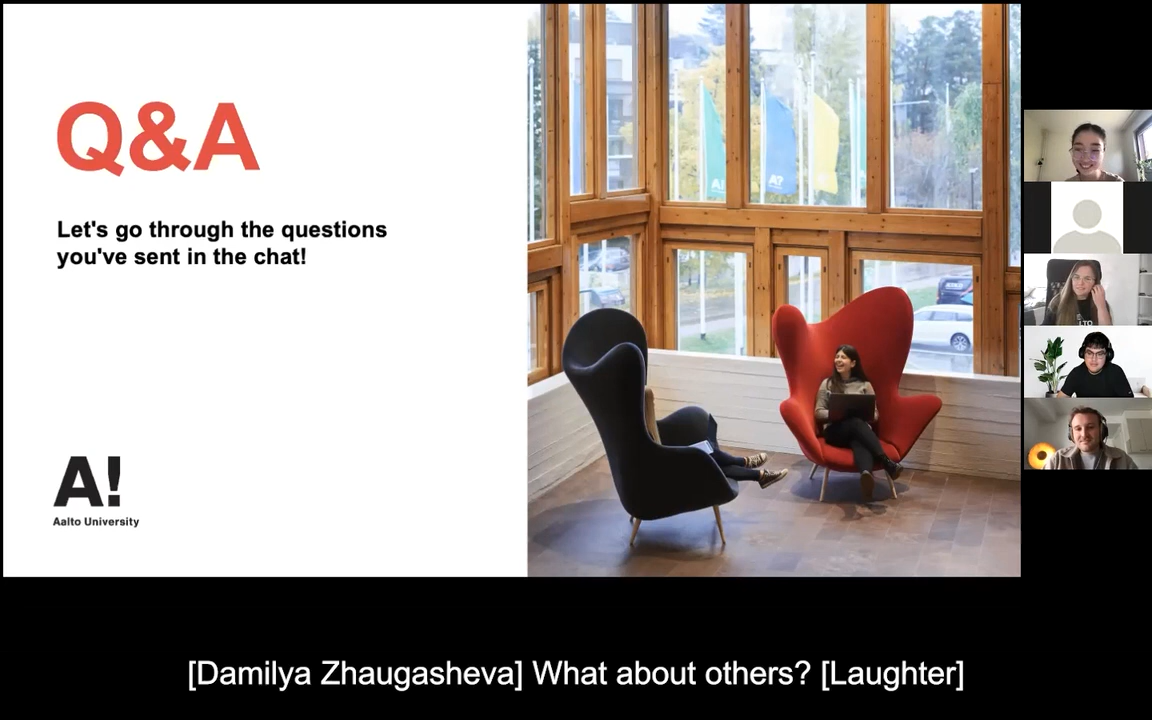 Q&A
Let's go through the questions
you've sent in the chat!
A!
Aalto University
A!
A?
LTO
[Damilya Zhaugasheva] What about others? [Laughter]